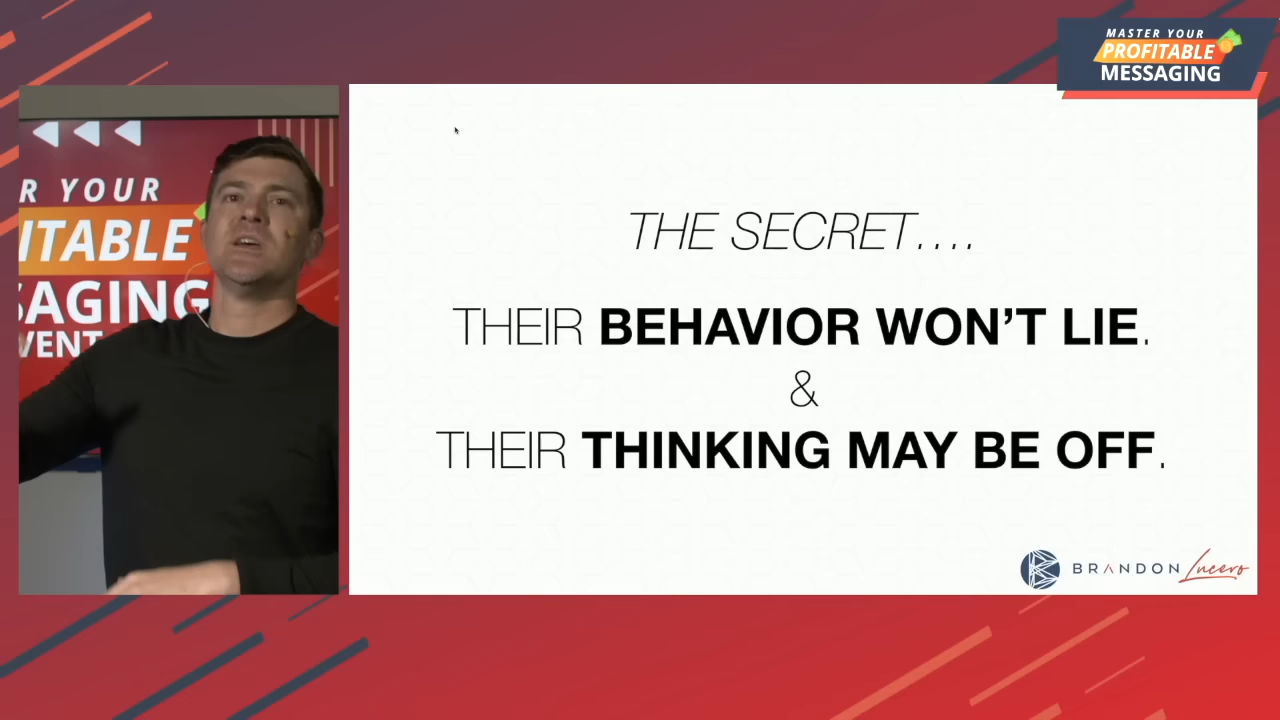 MASTER YOUR
PROFITABLE
MESSAGING
R YOUR
ITABLE
SAGING
VENT
THE SECRET....
THEIR BEHAVIOR WON'T LIE.
&
THEIR THINKING MAY BE OFF.
BRANDON Lucero